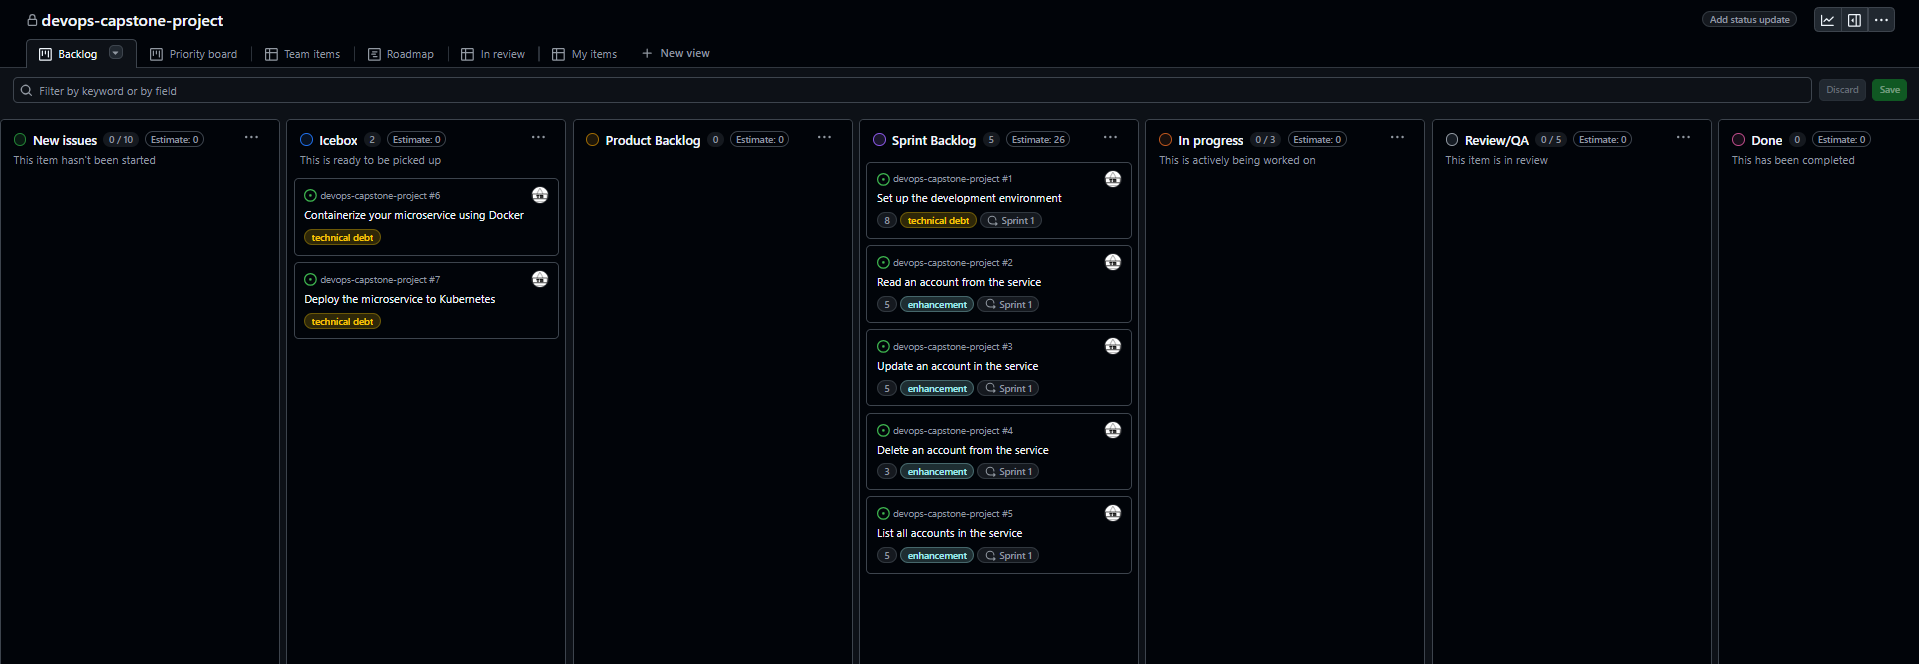 devops-capstone-project
Add status update
Backlog
Priority board
Team items
Roadmap
In review
My items
New view
Filter by keyword or by field
Discard
Save
New issues 0 / 10 Estimate: 0
This item hasn't been started
Icebox 2 Estimate: 0
This is ready to be picked up
devops-capstone-project #6
Containerize your microservice using Docker
technical debt
devops-capstone-project #7
Deploy the microservice to Kubernetes
technical debt
Product Backlog 0 Estimate: 0
Sprint Backlog 5 Estimate: 26
devops-capstone-project #1
Set up the development environment
8 technical debt Sprint 1
devops-capstone-project #2
Read an account from the service
5 enhancement Sprint 1
devops-capstone-project #3
Update an account in the service
5 enhancement Sprint 1
devops-capstone-project #4
Delete an account from the service
3 enhancement Sprint 1
devops-capstone-project #5
List all accounts in the service
5 enhancement Sprint 1
In progress 0 / 3 Estimate: 0
This is actively being worked on
Review/QA 0 / 5 Estimate: 0
This item is in review
Done 0 Estimate: 0
This has been completed